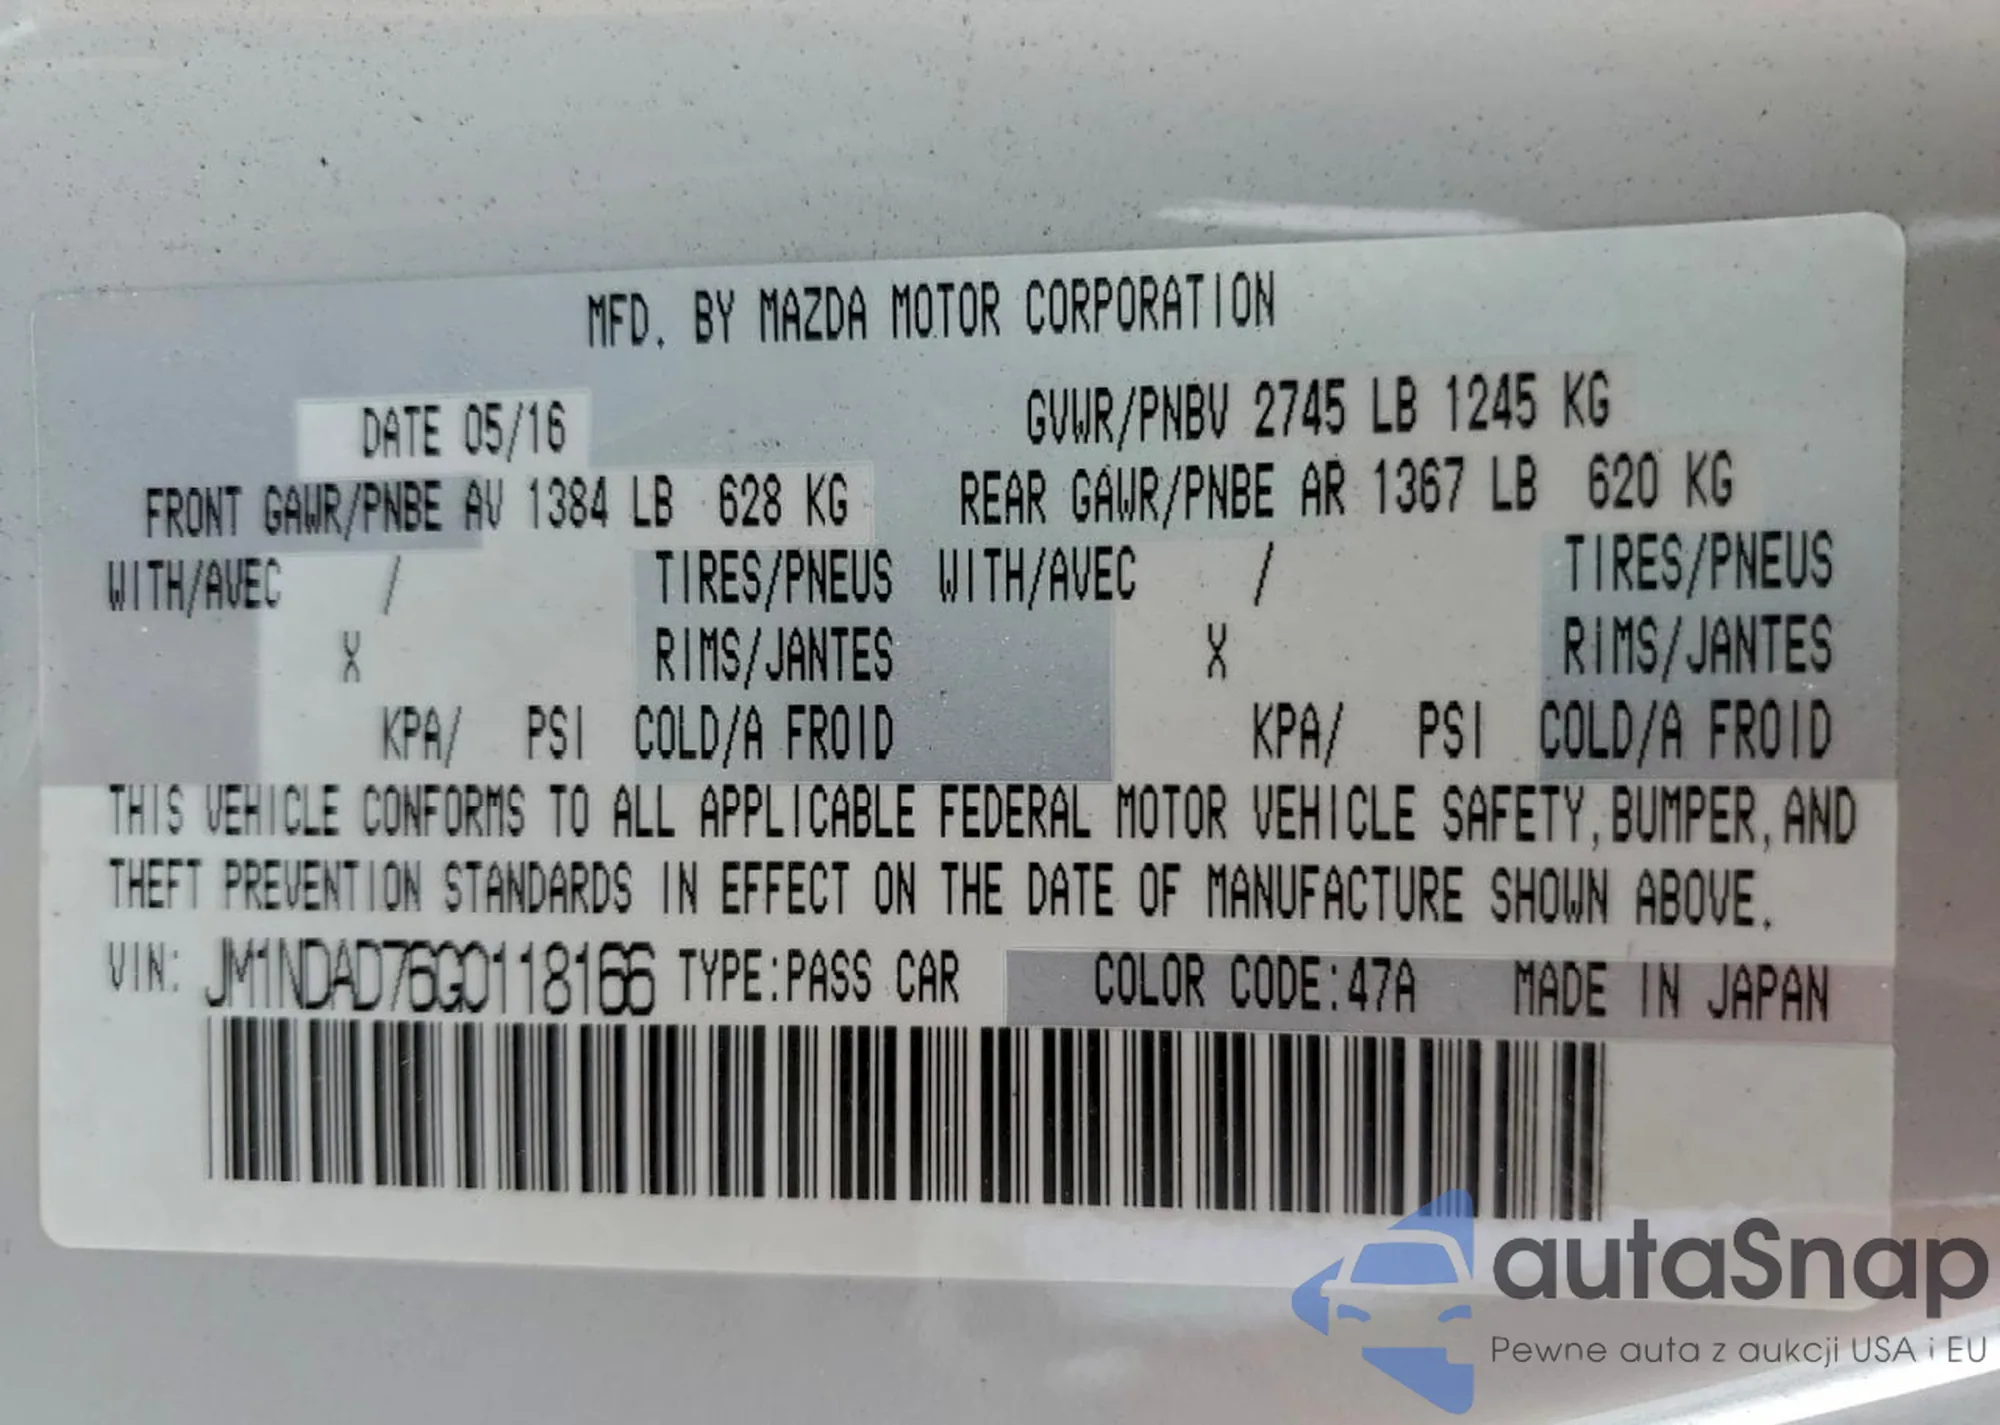 MFD. BY MAZDA MOTOR CORPORATION
DATE 05/16 GVWR/PNBV 2745 LB 1245 KG
FRONT GAWR/PNBE AV 1384 LB 628 KG REAR GAWR/PNBE AR 1367 LB 620 KG
WITH/AVEC / TIRES/PNEUS WITH/AVEC / TIRES/PNEUS
X RIMS/JANTES X RIMS/JANTES
KPA/ PSI COLD/A FROID KPA/ PSI COLD/A FROID
THIS VEHICLE CONFORMS TO ALL APPLICABLE FEDERAL MOTOR VEHICLE SAFETY, BUMPER, AND
THEFT PREVENTION STANDARDS IN EFFECT ON THE DATE OF MANUFACTURE SHOWN ABOVE.
VIN: JM1NDAD76G0118166 TYPE:PASS CAR COLOR CODE:47A MADE IN JAPAN
autaSnap
Pewne auta z aukcji USA i EU